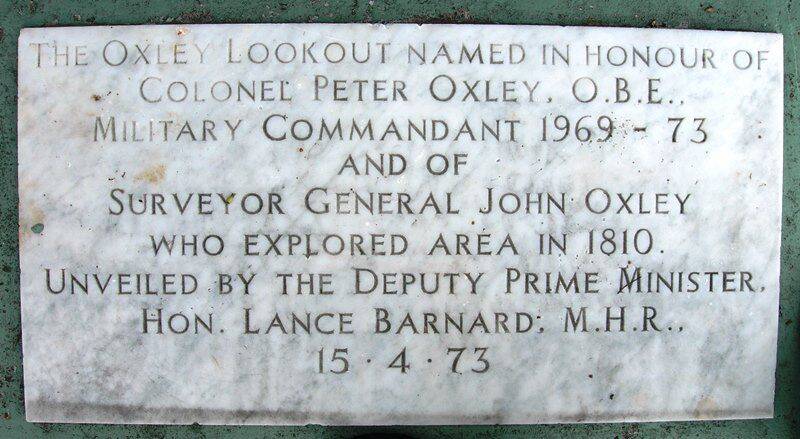 THE OXLEY LOOKOUT NAMED IN HONOUR OF
COLONEL PETER OXLEY, O.B.E.,
MILITARY COMMANDANT 1969 - 73
AND OF
SURVEYOR GENERAL JOHN OXLEY
WHO EXPLORED AREA IN 1810.
UNVEILED BY THE DEPUTY PRIME MINISTER,
HON. LANCE BARNARD; M.H.R.,
15 · 4 · 73